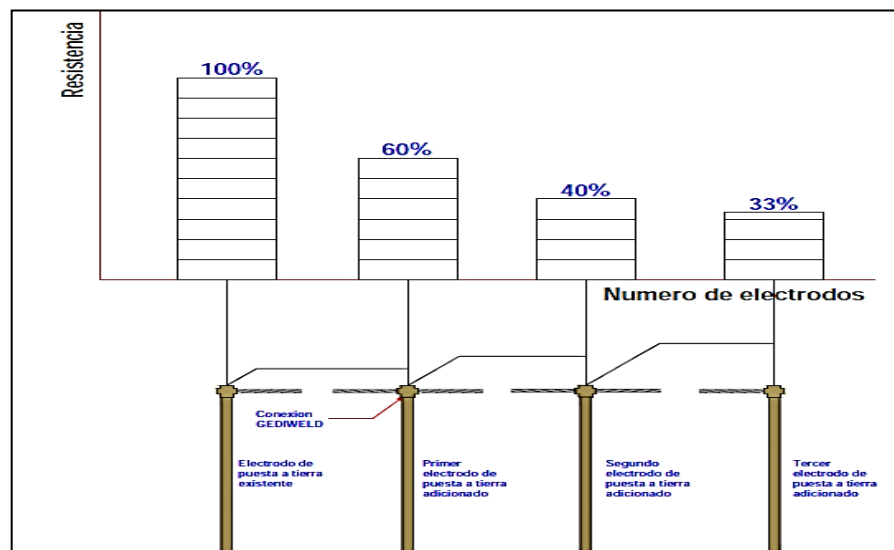 Resistencia
100%
60%
40%
33%
Numero de electrodos
Conexion
GEDIWELD
Electrodo de
puesta a tierra
existente
Primer
electrodo de
puesta a tierra
adicionado
Segundo
electrodo de
puesta a tierra
adicionado
Tercer
electrodo de
puesta a tierra
adicionado